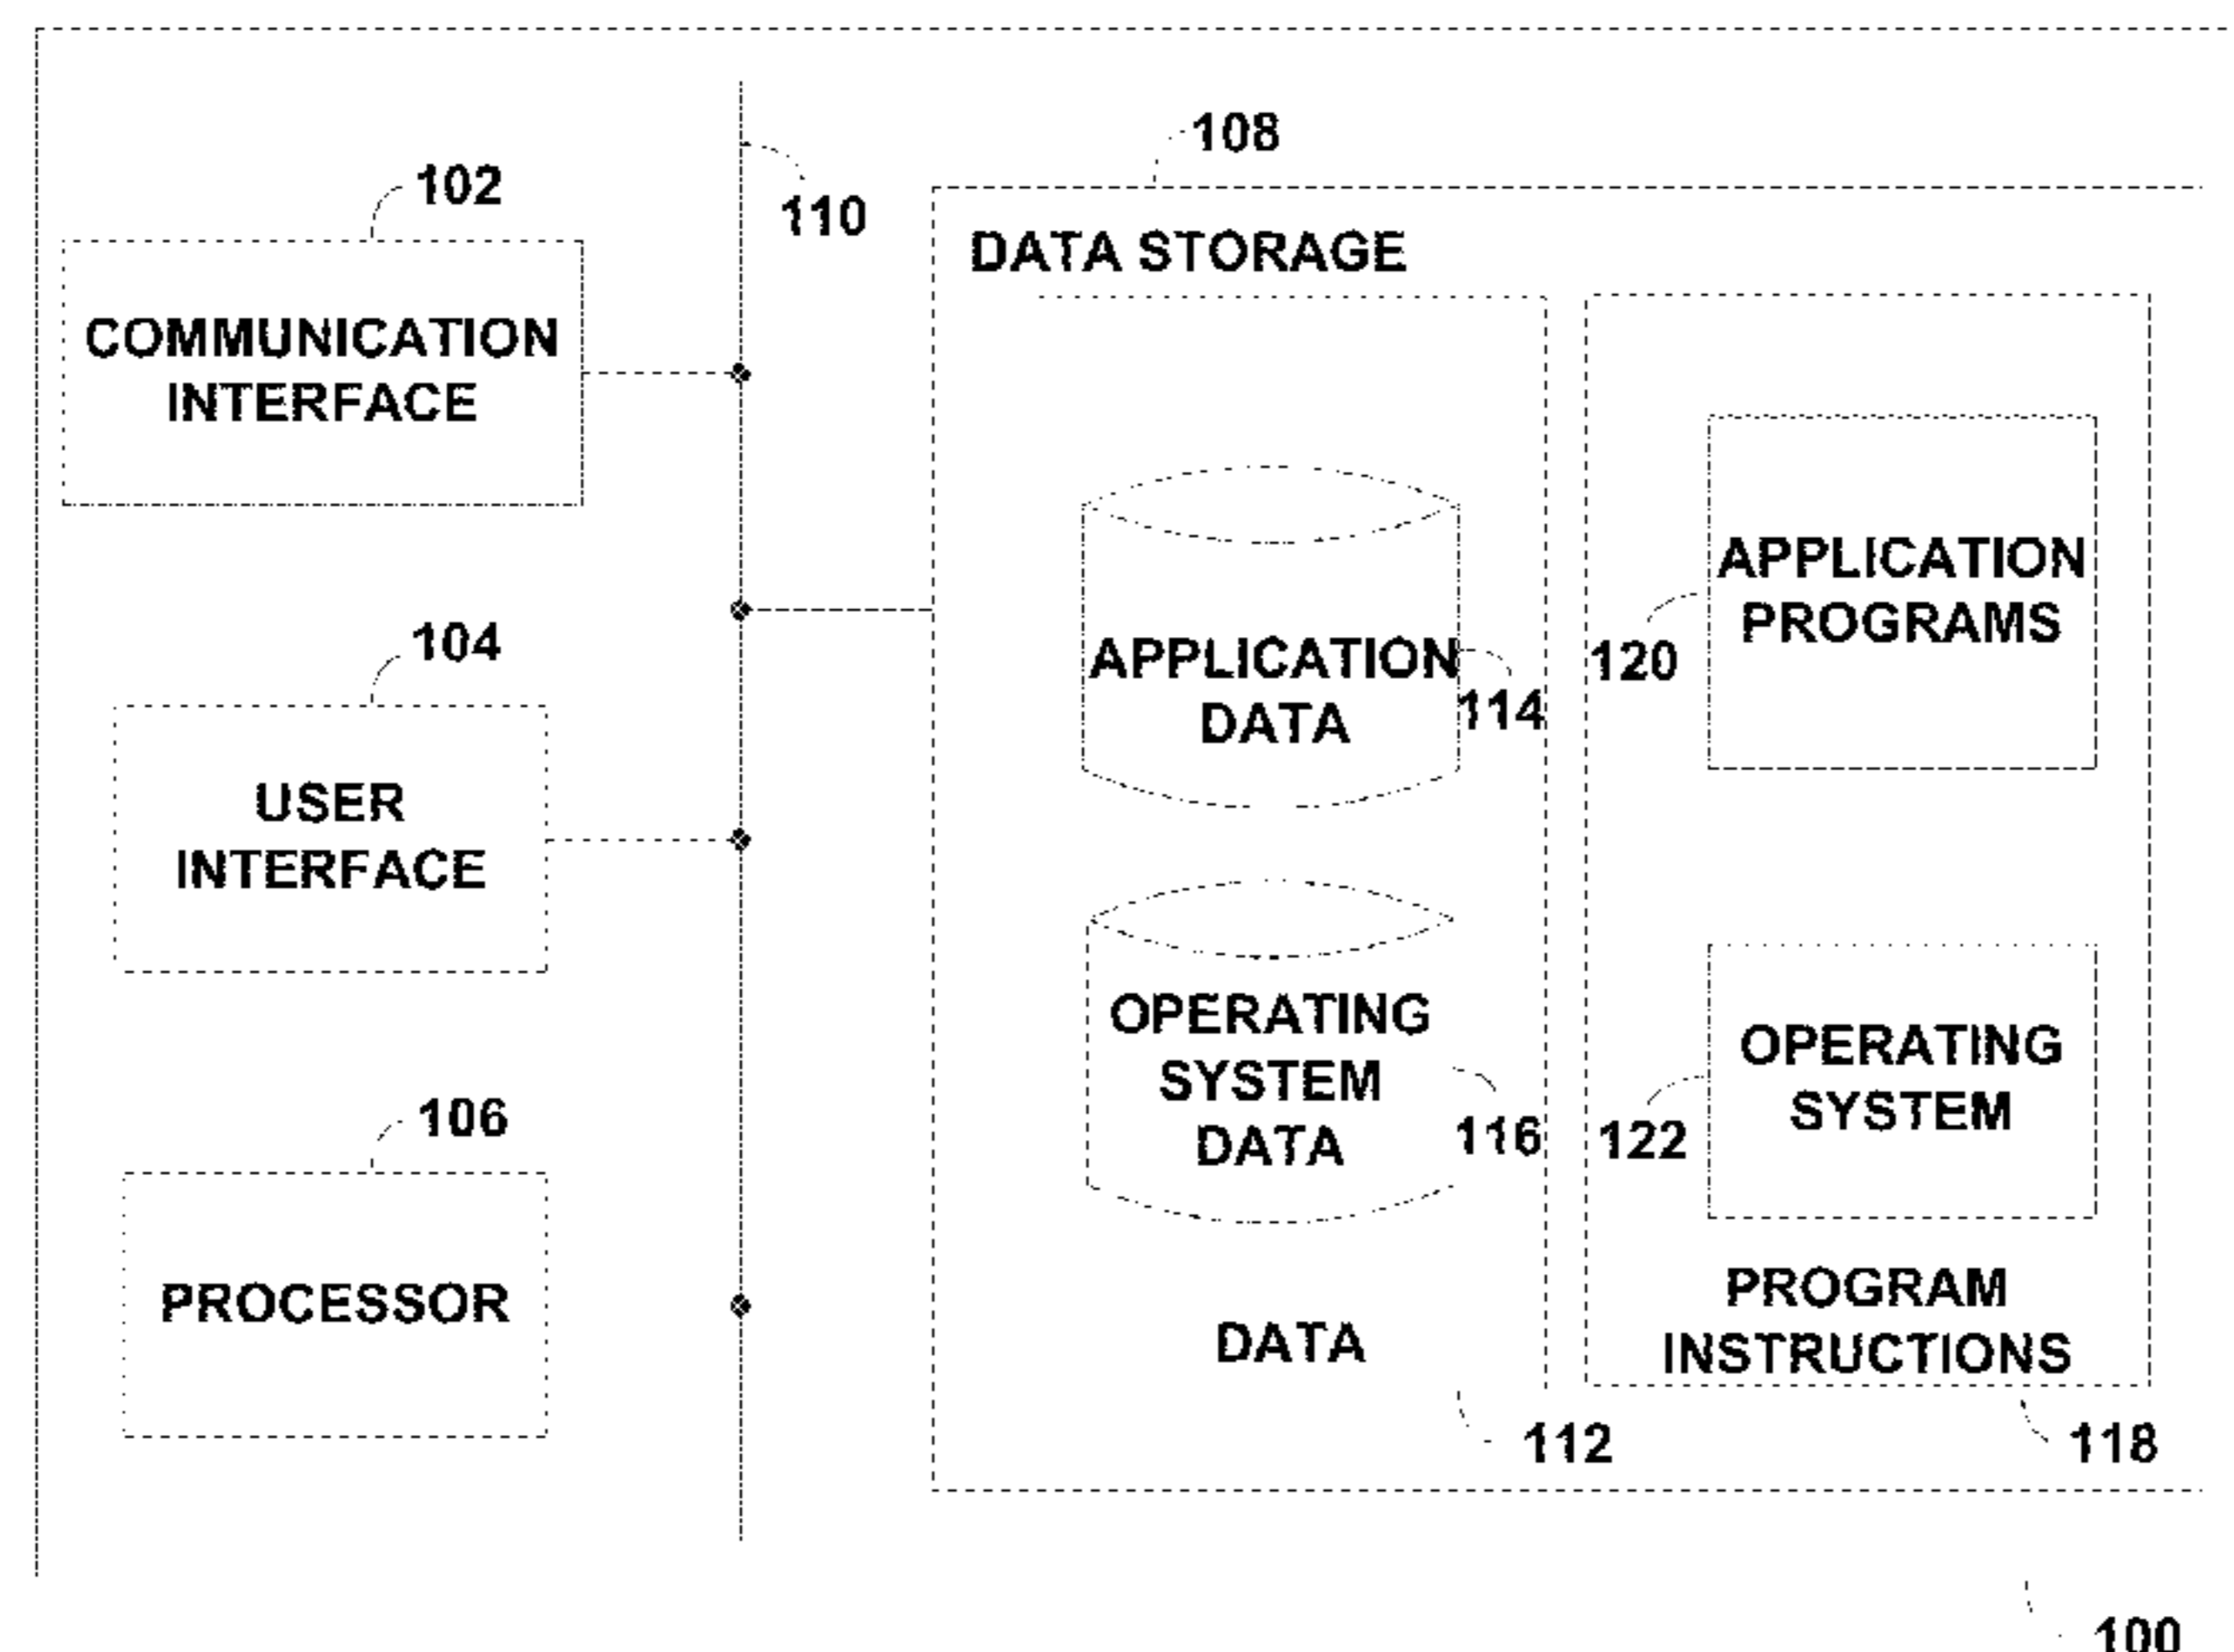 108
102
110
DATA STORAGE
COMMUNICATION
INTERFACE
APPLICATION
PROGRAMS
120
104
APPLICATION
DATA
114
USER
INTERFACE
OPERATING
SYSTEM
DATA
116
OPERATING
SYSTEM
122
106
PROCESSOR
PROGRAM
INSTRUCTIONS
DATA
112
118
100